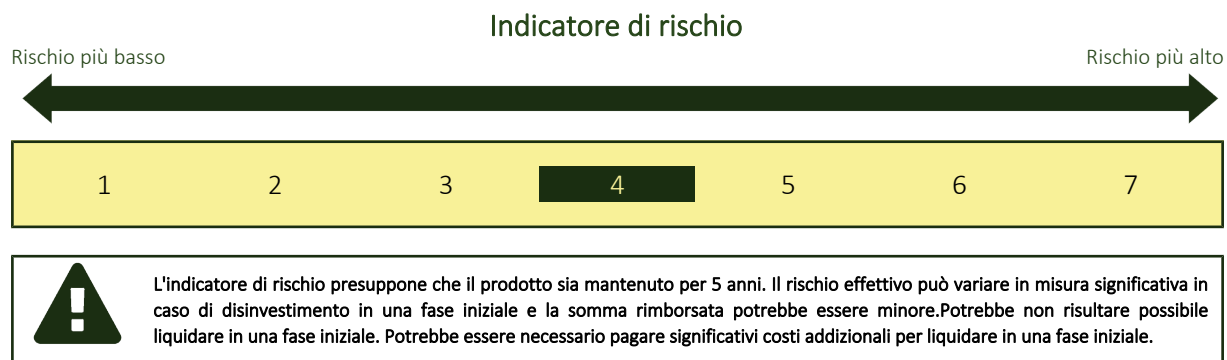 Indicatore di rischio
Rischio più basso
Rischio più alto
1 2 3 4 5 6 7
L'indicatore di rischio presuppone che il prodotto sia mantenuto per 5 anni. Il rischio effettivo può variare in misura significativa in
caso di disinvestimento in una fase iniziale e la somma rimborsata potrebbe essere minore.Potrebbe non risultare possibile
liquidare in una fase iniziale. Potrebbe essere necessario pagare significativi costi addizionali per liquidare in una fase iniziale.